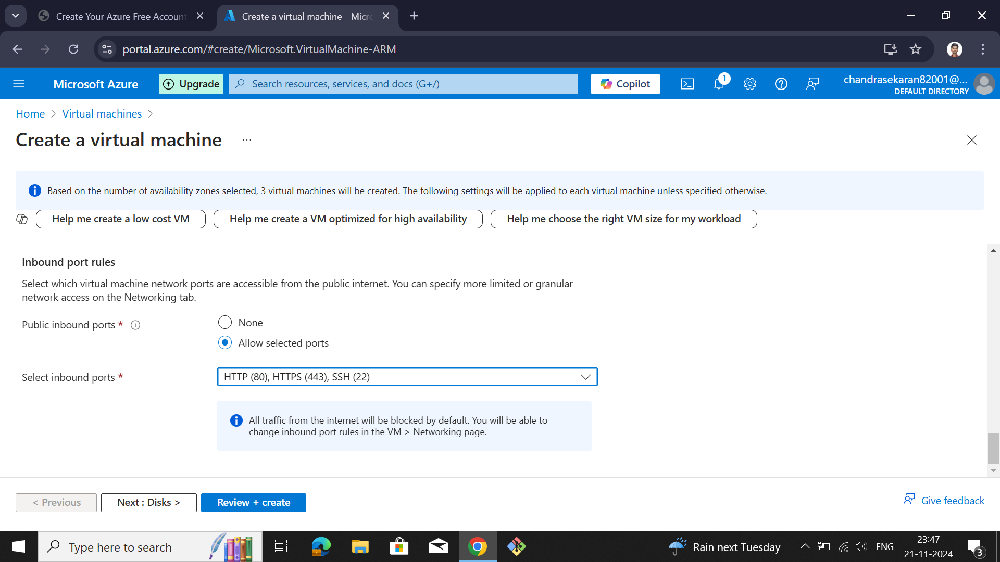 Create Your Azure Free Account
Create a virtual machine - Micr
portal.azure.com/#create/Microsoft.VirtualMachine-ARM
Microsoft Azure
Upgrade
Search resources, services, and docs (G+/)
Copilot
1
chandrasekaran82001@...
DEFAULT DIRECTORY
Home > Virtual machines >
Create a virtual machine ...
Based on the number of availability zones selected, 3 virtual machines will be created. The following settings will be applied to each virtual machine unless specified otherwise.
Help me create a low cost VM
Help me create a VM optimized for high availability
Help me choose the right VM size for my workload
Inbound port rules
Select which virtual machine network ports are accessible from the public internet. You can specify more limited or granular
network access on the Networking tab.
Public inbound ports *
None
Allow selected ports
Select inbound ports *
HTTP (80), HTTPS (443), SSH (22)
All traffic from the internet will be blocked by default. You will be able to
change inbound port rules in the VM > Networking page.
< Previous
Next : Disks >
Review + create
Give feedback
Type here to search
Rain next Tuesday
ENG
23:47
21-11-2024
3